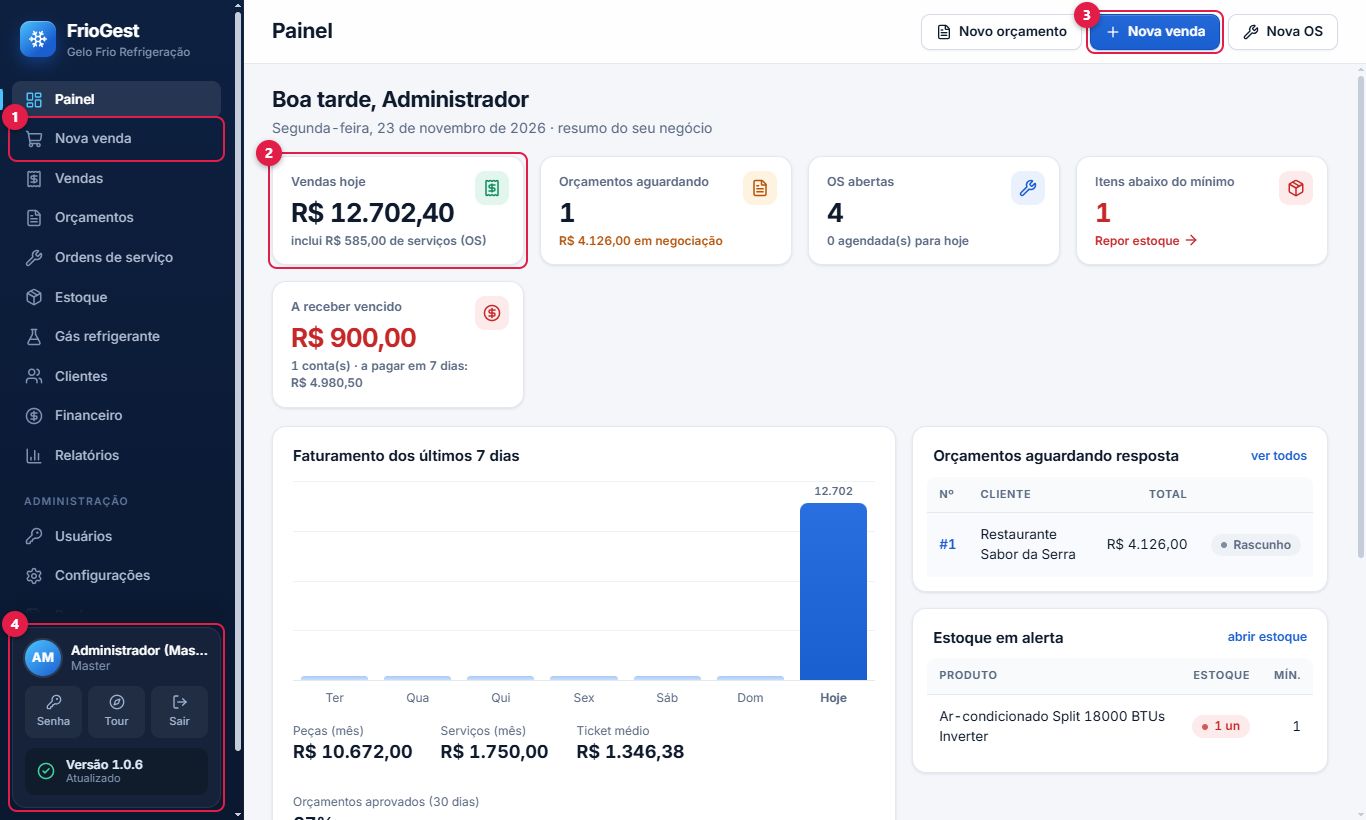 FrioGest
Gelo Frio Refrigeração
Painel
1
Nova venda
Vendas
Orçamentos
Ordens de serviço
Estoque
Gás refrigerante
Clientes
Financeiro
Relatórios
ADMINISTRAÇÃO
Usuários
Configurações
4
AM
Administrador (Mas...
Master
Senha
Tour
Sair
Versão 1.0.6
Atualizado
Painel
Novo orçamento
3
+ Nova venda
Nova OS
Boa tarde, Administrador
Segunda-feira, 23 de novembro de 2026 · resumo do seu negócio
2
Vendas hoje
R$ 12.702,40
inclui R$ 585,00 de serviços (OS)
Orçamentos aguardando
1
R$ 4.126,00 em negociação
OS abertas
4
0 agendada(s) para hoje
Itens abaixo do mínimo
1
Repor estoque →
A receber vencido
R$ 900,00
1 conta(s) · a pagar em 7 dias:
R$ 4.980,50
Faturamento dos últimos 7 dias
12.702
Ter Qua Qui Sex Sáb Dom Hoje
Peças (mês) Serviços (mês) Ticket médio
R$ 10.672,00 R$ 1.750,00 R$ 1.346,38
Orçamentos aprovados (30 dias)
Orçamentos aguardando resposta
ver todos
Nº CLIENTE TOTAL
#1 Restaurante Sabor da Serra R$ 4.126,00 Rascunho
Estoque em alerta
abrir estoque
PRODUTO ESTOQUE MÍN.
Ar-condicionado Split 18000 BTUs Inverter 1 un 1